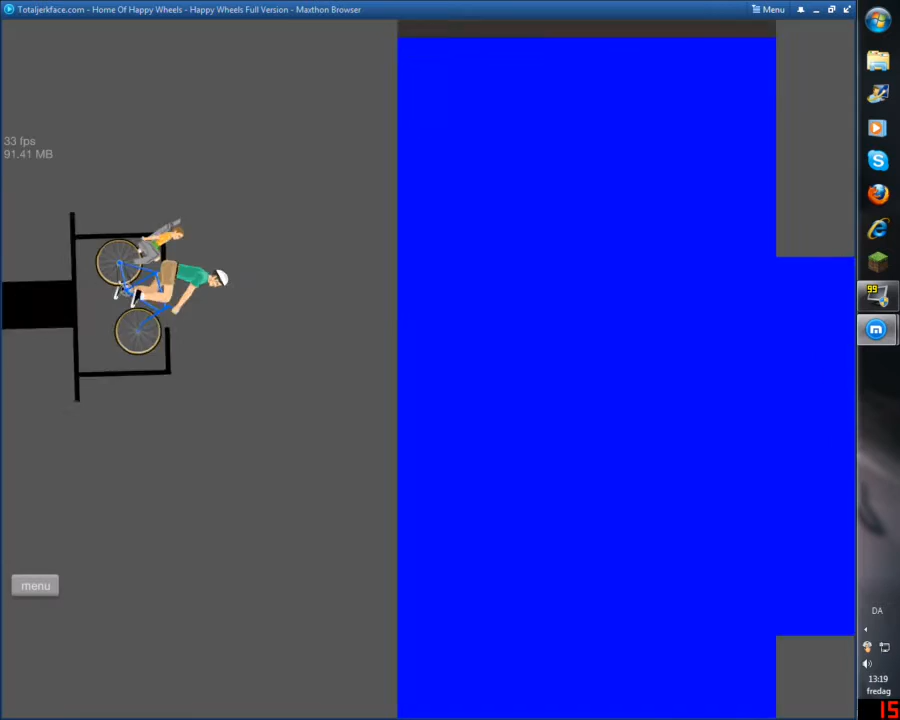 Totaljerkface.com - Home Of Happy Wheels - Happy Wheels Full Version - Maxthon Browser
Menu
33 fps
91.41 MB
99
menu
DA
13:19
fredag
15